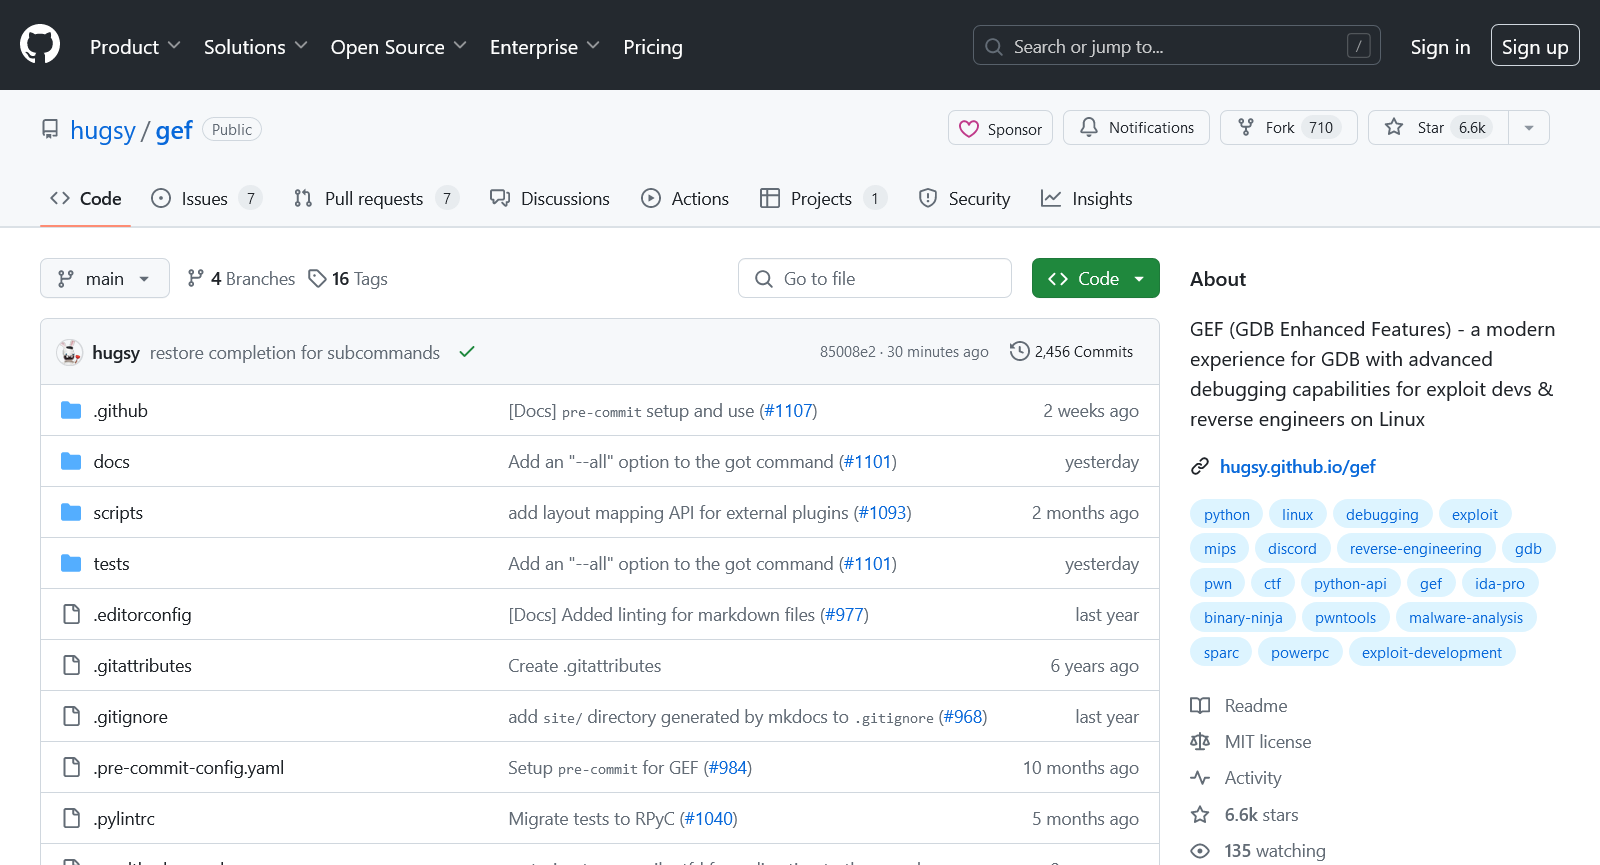 Product Solutions Open Source Enterprise Pricing Search or jump to... / Sign in Sign up
hugsy / gef Public Sponsor Notifications Fork 710 Star 6.6k
Code Issues 7 Pull requests 7 Discussions Actions Projects 1 Security Insights
main 4 Branches 16 Tags Go to file Code
hugsy restore completion for subcommands 85008e2 · 30 minutes ago 2,456 Commits
.github [Docs] pre-commit setup and use (#1107) 2 weeks ago
docs Add an "--all" option to the got command (#1101) yesterday
scripts add layout mapping API for external plugins (#1093) 2 months ago
tests Add an "--all" option to the got command (#1101) yesterday
.editorconfig [Docs] Added linting for markdown files (#977) last year
.gitattributes Create .gitattributes 6 years ago
.gitignore add site/ directory generated by mkdocs to .gitignore (#968) last year
.pre-commit-config.yaml Setup pre-commit for GEF (#984) 10 months ago
.pylintrc Migrate tests to RPyC (#1040) 5 months ago
About
GEF (GDB Enhanced Features) - a modern
experience for GDB with advanced
debugging capabilities for exploit devs &
reverse engineers on Linux
hugsy.github.io/gef
python linux debugging exploit
mips discord reverse-engineering gdb
pwn ctf python-api gef ida-pro
binary-ninja pwntools malware-analysis
sparc powerpc exploit-development
Readme
MIT license
Activity
6.6k stars
135 watching